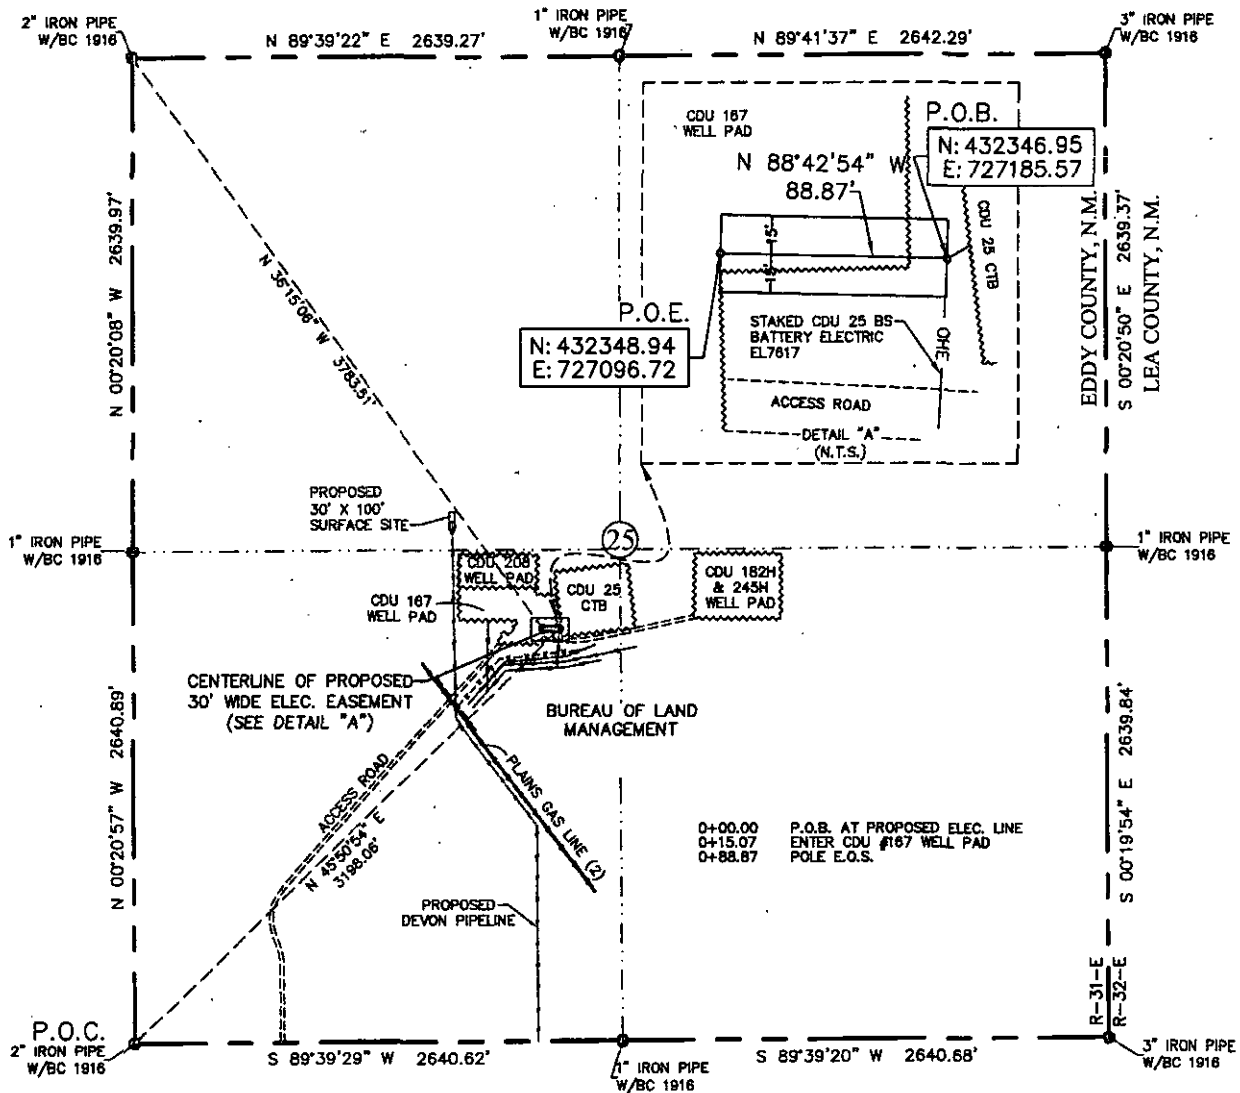 2" IRON PIPE
W/BC 1916
N 89°39'22" E 2639.27'
1" IRON PIPE
W/BC 1916
N 89°41'37" E 2642.29'
3" IRON PIPE
W/BC 1916
CDU 167
WELL PAD
P.O.B.
N: 432346.95
E: 727185.57
N 88°42'54" W
88.87'
15'
15'
CDU 25 CTB
P.O.E.
N: 432348.94
E: 727096.72
STAKED CDU 25 BS
BATTERY ELECTRIC
EL7617
OHE
ACCESS ROAD
DETAIL "A"
(N.T.S.)
EDDY COUNTY, N.M.
LEA COUNTY, N.M.
S 00°20'50" E 2639.37'
N 00°20'08" W 2639.97'
N 36°15'06" W 3783.51'
PROPOSED
30' X 100'
SURFACE SITE
1" IRON PIPE
W/BC 1916
25
1" IRON PIPE
W/BC 1916
CDU 208
WELL PAD
CDU 25
CTB
CDU 182H
& 245H
WELL PAD
CDU 167
WELL PAD
CENTERLINE OF PROPOSED
30' WIDE ELEC. EASEMENT
(SEE DETAIL "A")
BUREAU OF LAND
MANAGEMENT
N 00°20'57" W 2640.89'
ACCESS ROAD
N 45°50'54" E
3198.06'
PLAINS GAS LINE (2)
PROPOSED
DEVON PIPELINE
0+00.00 P.O.B. AT PROPOSED ELEC. LINE
0+15.07 ENTER CDU #167 WELL PAD
0+88.87 POLE E.O.S.
S 00°19'54" E 2639.84'
R-31-E
R-32-E
P.O.C.
2" IRON PIPE
W/BC 1916
S 89°39'29" W 2640.62'
1" IRON PIPE
W/BC 1916
S 89°39'20" W 2640.68'
3" IRON PIPE
W/BC 1916